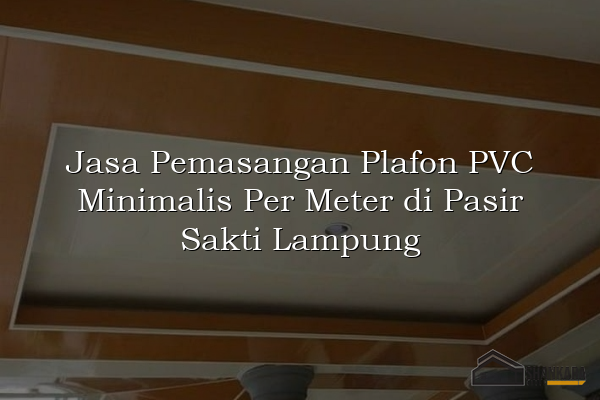 Jasa Pemasangan Plafon PVC
Minimalis Per Meter di Pasir
Sakti Lampung